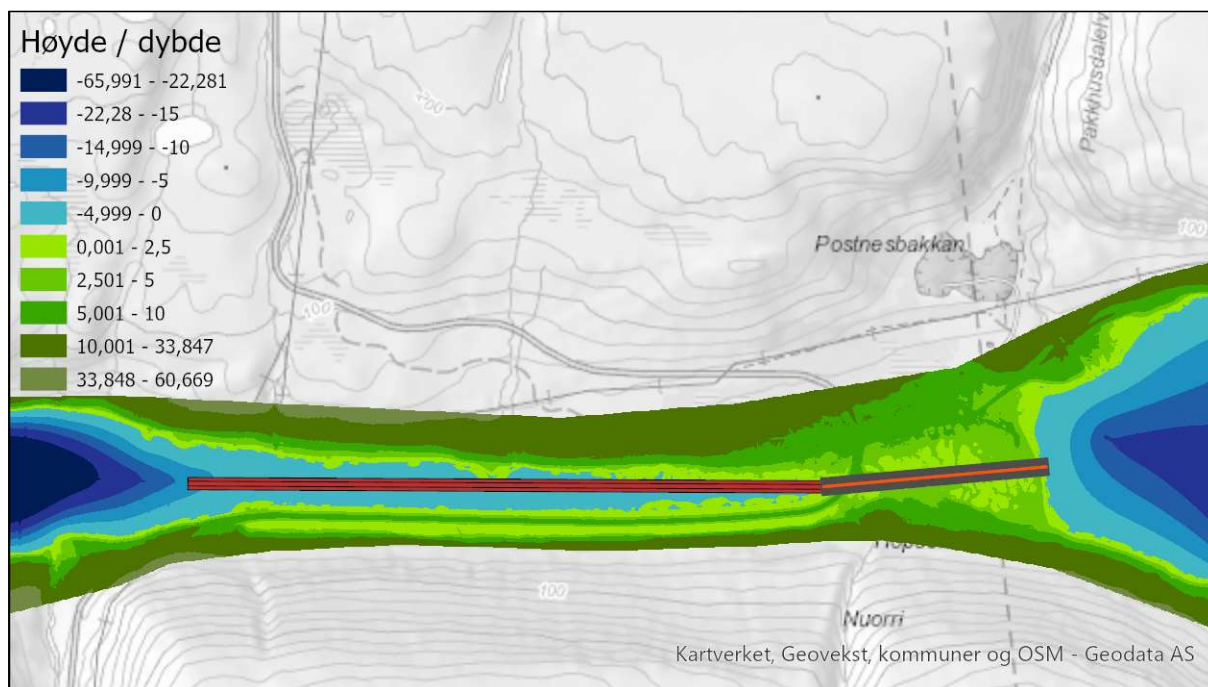 Høyde / dybde
-65,991 - -22,281
-22,28 - -15
-14,999 - -10
-9,999 - -5
-4,999 - 0
0,001 - 2,5
2,501 - 5
5,001 - 10
10,001 - 33,847
33,848 - 60,669
200
Pakkhusdalelv
Postnesbakkan
100
100
100
Nuorri
Kartverket, Geovekst, kommuner og OSM - Geodata AS